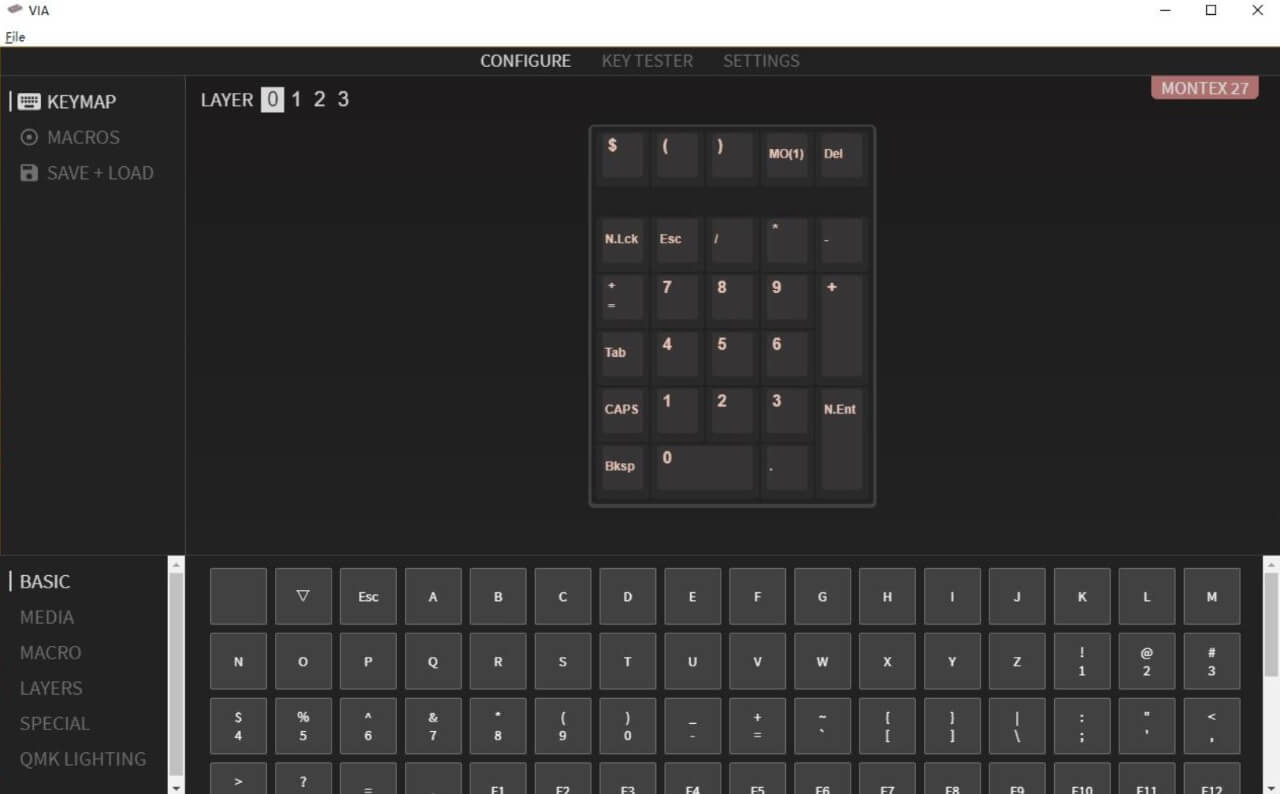 VIA
File
CONFIGURE KEY TESTER SETTINGS
KEYMAP
MACROS
SAVE + LOAD
LAYER 0 1 2 3
MONTEX 27
$ ( ) MO(1) Del
N.Lck Esc / * -
+ 7 8 9 +
=
Tab 4 5 6
CAPS 1 2 3 N.Ent
Bksp 0 .
BASIC
MEDIA
MACRO
LAYERS
SPECIAL
QMK LIGHTING
▽ Esc A B C D E F G H I J K L M
N O P Q R S T U V W X Y Z ! @ #
1 2 3
$ % ^ & * ( ) _ + ~ { } | : " <
4 5 6 7 8 9 0 - = ` [ ] \ ; ' ,
> ? = . F1 F2 F3 F4 F5 F6 F7 F8 F9 F10 F11 F12